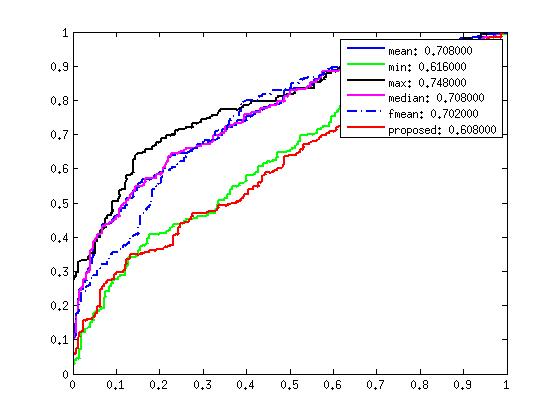 1
0.9
0.8
0.7
0.6
0.5
0.4
0.3
0.2
0.1
0
0 0.1 0.2 0.3 0.4 0.5 0.6 0.7 0.8 0.9 1
mean: 0.708000
min: 0.616000
max: 0.748000
median: 0.708000
fmean: 0.702000
proposed: 0.608000